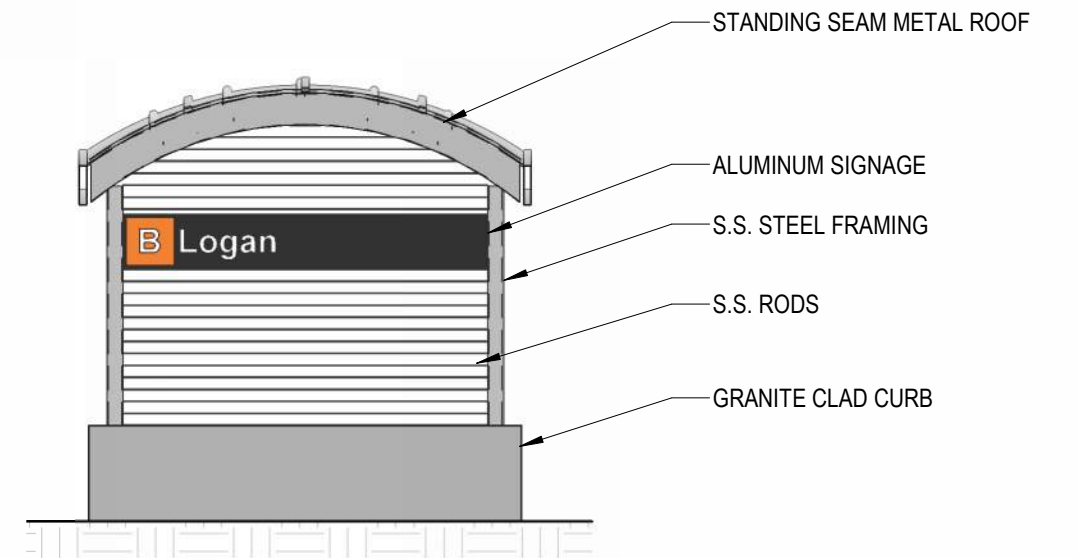 STANDING SEAM METAL ROOF
ALUMINUM SIGNAGE
S.S. STEEL FRAMING
B Logan
S.S. RODS
GRANITE CLAD CURB